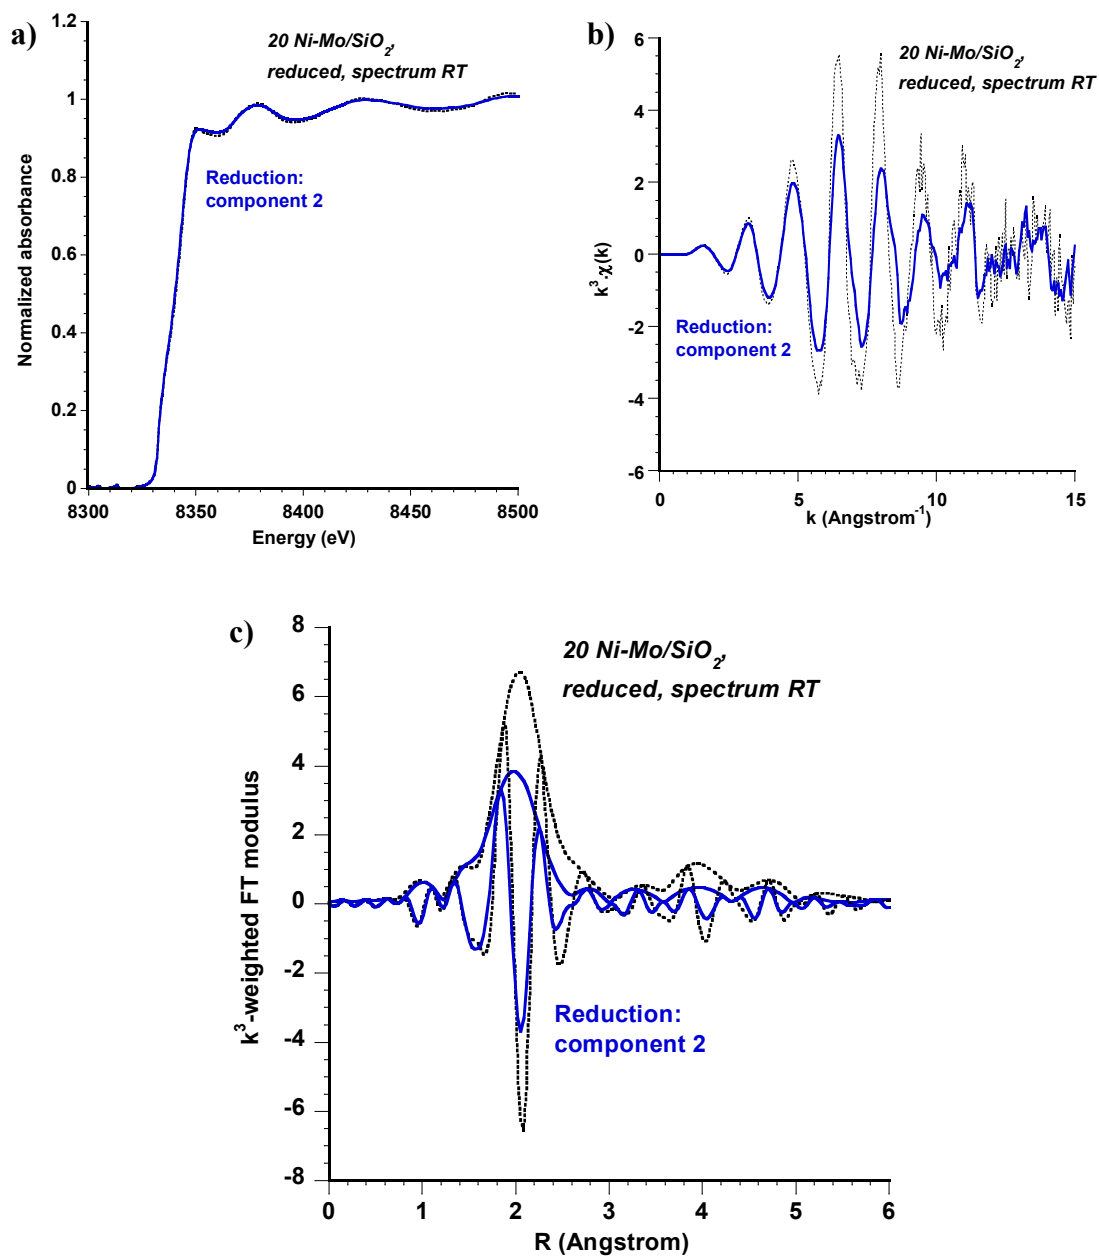 a)
20 Ni-Mo/SiO2,
reduced, spectrum RT
Reduction:
component 2
Normalized absorbance
1.2
1
0.8
0.6
0.4
0.2
0
8300 8350 8400 8450 8500
Energy (eV)
b)
20 Ni-Mo/SiO2,
reduced, spectrum RT
Reduction:
component 2
k3.χ(k)
6
4
2
0
-2
-4
-6
0 5 10 15
k (Angstrom-1)
c)
20 Ni-Mo/SiO2,
reduced, spectrum RT
Reduction:
component 2
k3-weighted FT modulus
8
6
4
2
0
-2
-4
-6
-8
0 1 2 3 4 5 6
R (Angstrom)